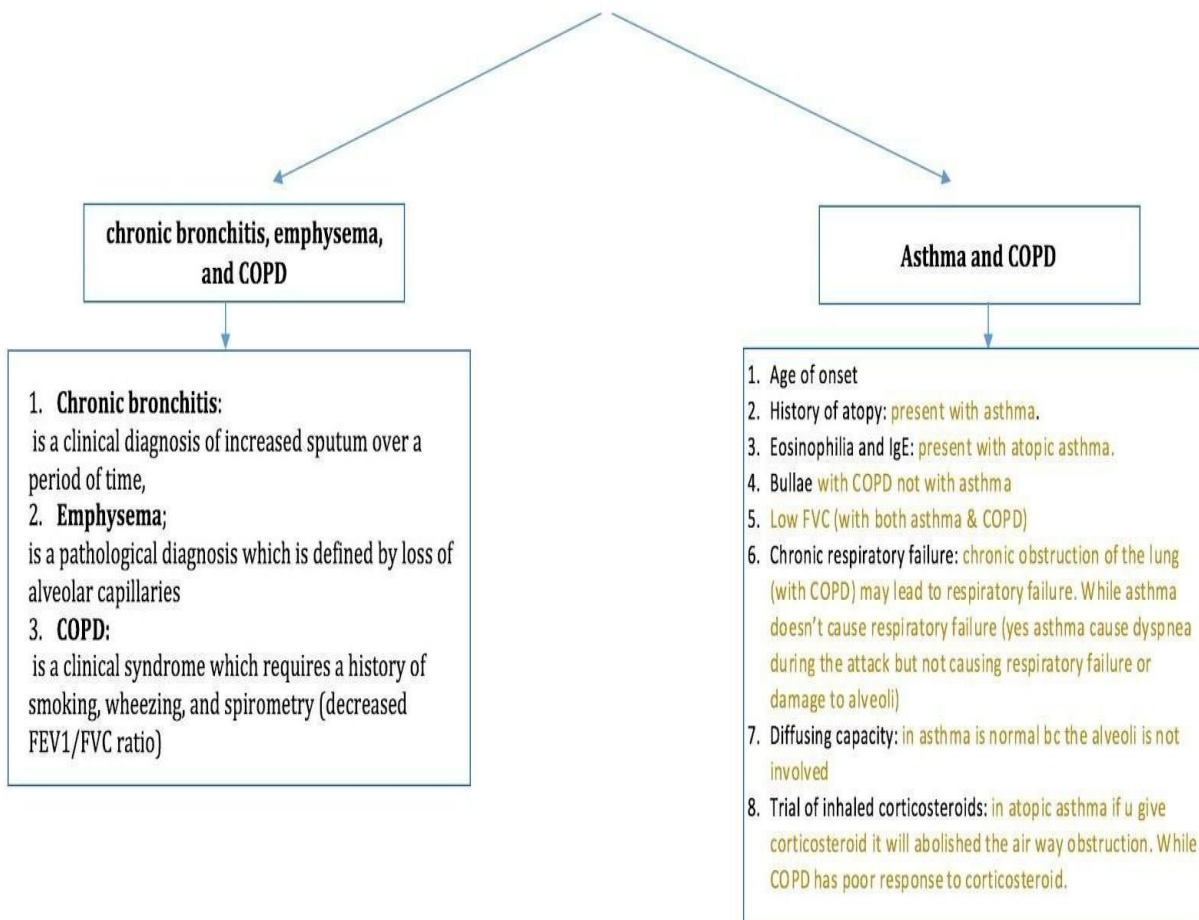 chronic bronchitis, emphysema,
and COPD
1. Chronic bronchitis:
is a clinical diagnosis of increased sputum over a
period of time,
2. Emphysema;
is a pathological diagnosis which is defined by loss of
alveolar capillaries
3. COPD:
is a clinical syndrome which requires a history of
smoking, wheezing, and spirometry (decreased
FEV1/FVC ratio)
Asthma and COPD
1. Age of onset
2. History of atopy: present with asthma.
3. Eosinophilia and IgE: present with atopic asthma.
4. Bullae with COPD not with asthma
5. Low FVC (with both asthma & COPD)
6. Chronic respiratory failure: chronic obstruction of the lung
(with COPD) may lead to respiratory failure. While asthma
doesn’t cause respiratory failure (yes asthma cause dyspnea
during the attack but not causing respiratory failure or
damage to alveoli)
7. Diffusing capacity: in asthma is normal bc the alveoli is not
involved
8. Trial of inhaled corticosteroids: in atopic asthma if u give
corticosteroid it will abolished the air way obstruction. While
COPD has poor response to corticosteroid.